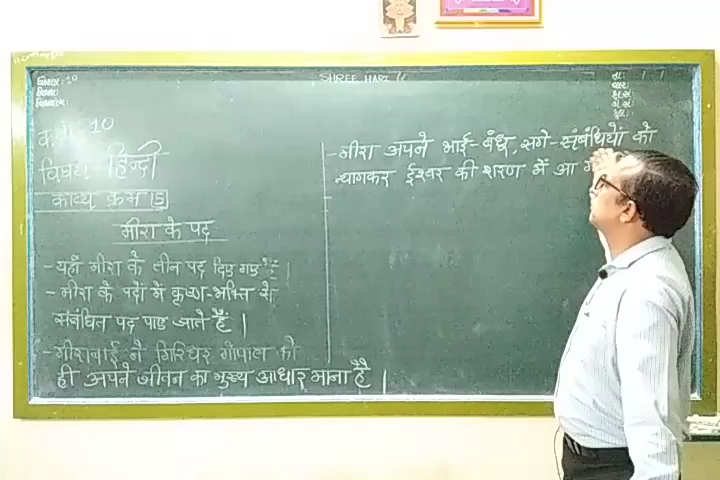 SHREE HARI
कक्षा-10
विषय-हिन्दी
काव्य क्रम 15
मीरा के पद
- यहाँ मीरा के तीन पद दिए गए हैं।
- मीरा के पदों में कृष्ण-भक्ति से
संबंधित पद पाए जाते हैं।
- मीराबाई ने गिरिधर गोपाल को
ही अपने जीवन का मुख्य आधार माना है।
- मीरा अपने भाई-बंधु, सगे-संबंधियों को
त्यागकर ईश्वर की शरण में आ